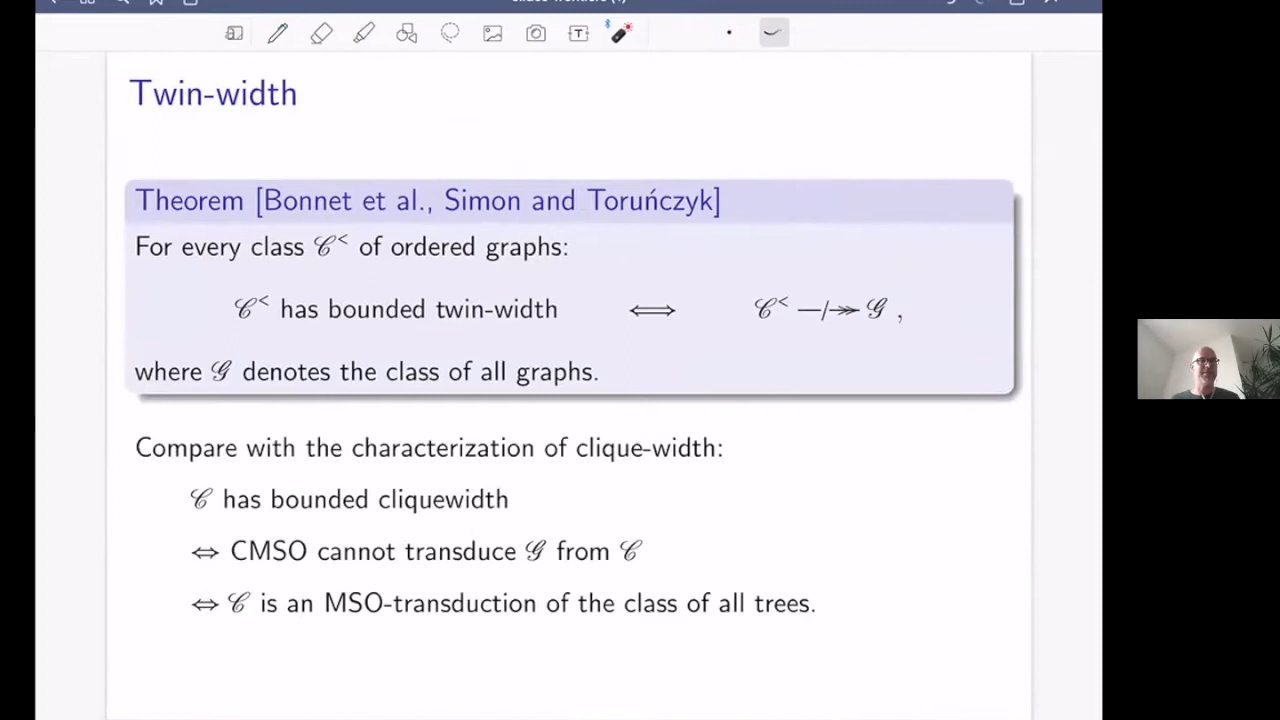 Twin-width
Theorem [Bonnet et al., Simon and Toruńczyk]
For every class 𝒞< of ordered graphs:
𝒞< has bounded twin-width ⟺ 𝒞< —/↠ 𝒢 ,
where 𝒢 denotes the class of all graphs.
Compare with the characterization of clique-width:
𝒞 has bounded cliquewidth
⇔ CMSO cannot transduce 𝒢 from 𝒞
⇔ 𝒞 is an MSO-transduction of the class of all trees.